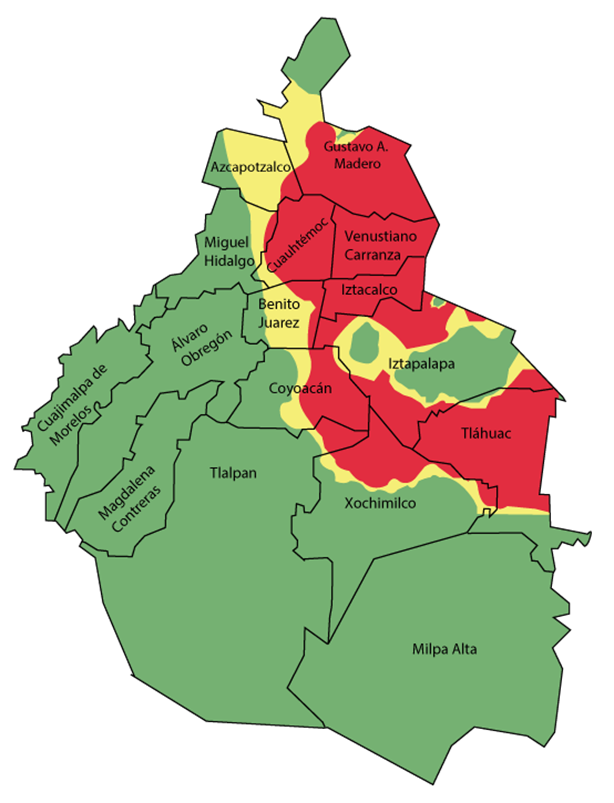 Gustavo A.
Madero
Azcapotzalco
Miguel
Hidalgo
Cuauhtémoc
Venustiano
Carranza
Iztacalco
Benito
Juarez
Álvaro
Obregón
Iztapalapa
Cuajimalpa de
Morelos
Coyoacán
Tláhuac
Magdalena
Contreras
Tlalpan
Xochimilco
Milpa Alta